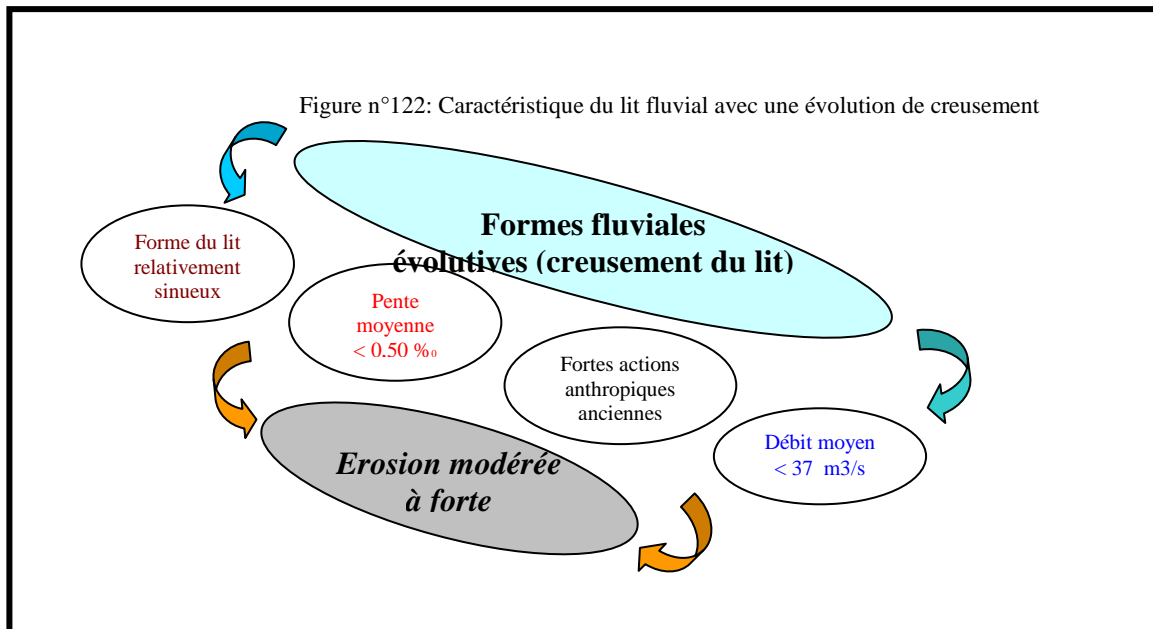 Figure n°122: Caractéristique du lit fluvial avec une évolution de creusement
Formes fluviales
évolutives (creusement du lit)
Forme du lit
relativement
sinueux
Pente
moyenne
< 0.50 %₀
Fortes actions
anthropiques
anciennes
Débit moyen
< 37 m3/s
Erosion modérée
à forte